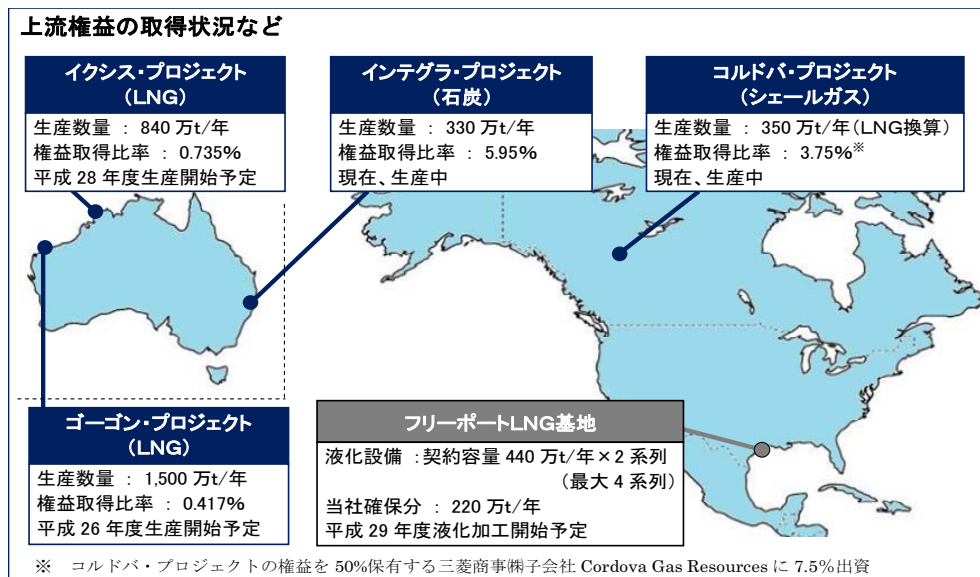 上流権益の取得状況など
イクシス・プロジェクト
(LNG)
生産数量 : 840 万t/年
権益取得比率 : 0.735%
平成 28 年度生産開始予定
インテグラ・プロジェクト
(石炭)
生産数量 : 330 万t/年
権益取得比率 : 5.95%
現在、生産中
コルドバ・プロジェクト
(シェールガス)
生産数量 : 350 万t/年(LNG換算)
権益取得比率 : 3.75%※
現在、生産中
ゴーゴン・プロジェクト
(LNG)
生産数量 : 1,500 万t/年
権益取得比率 : 0.417%
平成 26 年度生産開始予定
フリーポートLNG基地
液化設備 :契約容量 440 万t/年×2 系列
(最大 4 系列)
当社確保分 : 220 万t/年
平成 29 年度液化加工開始予定
※ コルドバ・プロジェクトの権益を 50%保有する三菱商事㈱子会社 Cordova Gas Resources に 7.5%出資